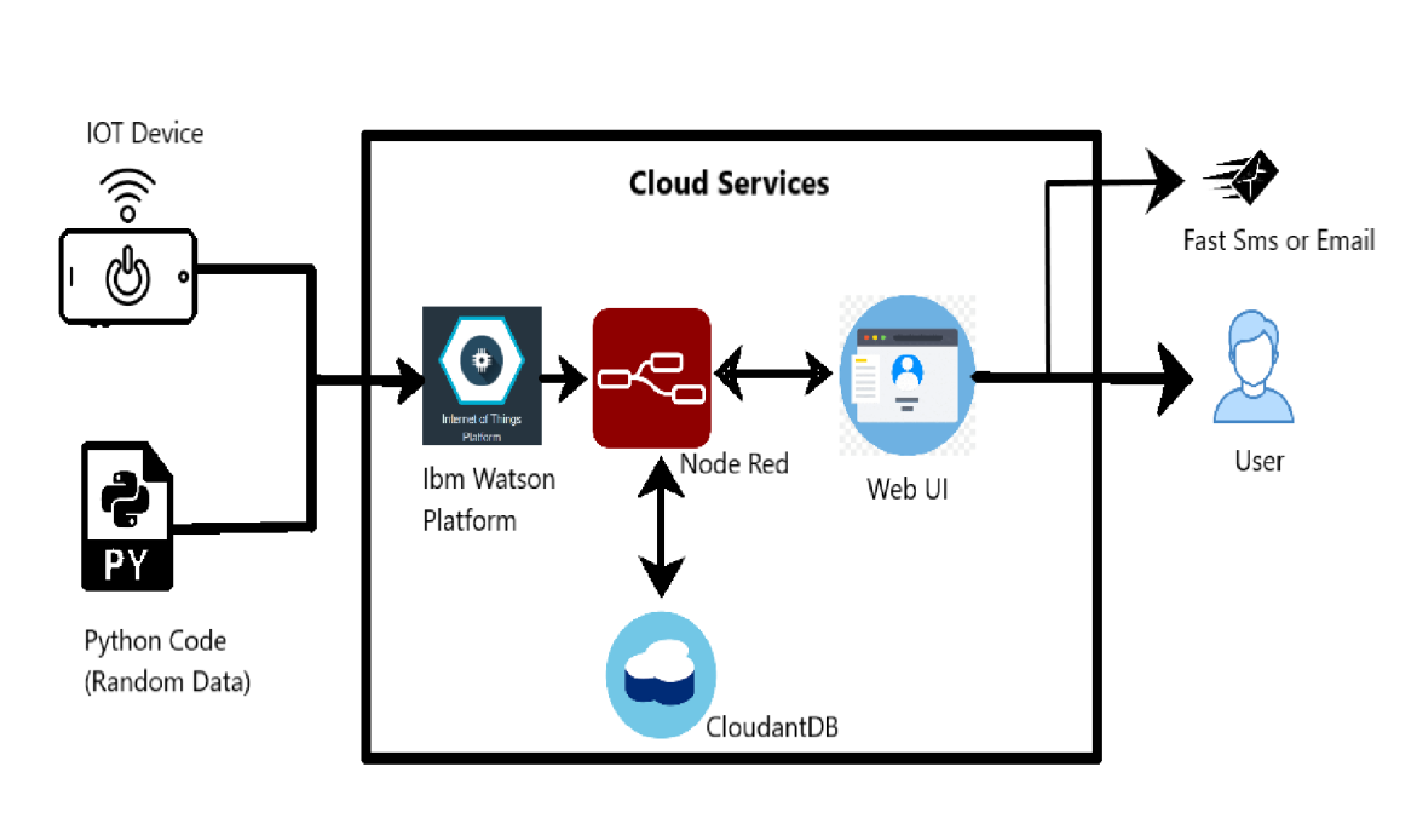 IOT Device
Cloud Services
Fast Sms or Email
Internet of Things
Platform
Ibm Watson
Platform
Node Red
Web UI
User
PY
Python Code
(Random Data)
CloudantDB